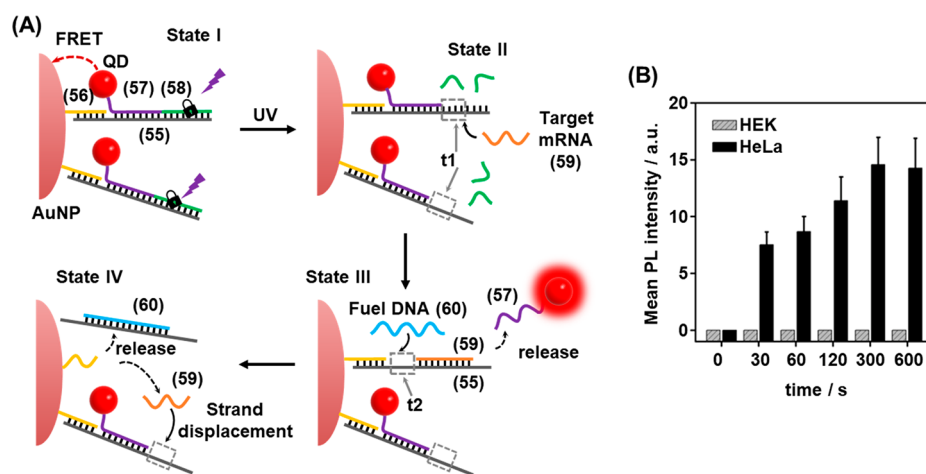 (A)
FRET
State I
QD
(56)
(57)
(58)
(55)
AuNP
UV
State II
Target
mRNA
(59)
t1
State III
Fuel DNA (60)
(57)
release
(59)
(55)
t2
State IV
(60)
release
(59)
Strand
displacement
(B)
Mean PL intensity / a.u.
20
15
10
5
0
HEK
HeLa
0 30 60 120 300 600
time / s